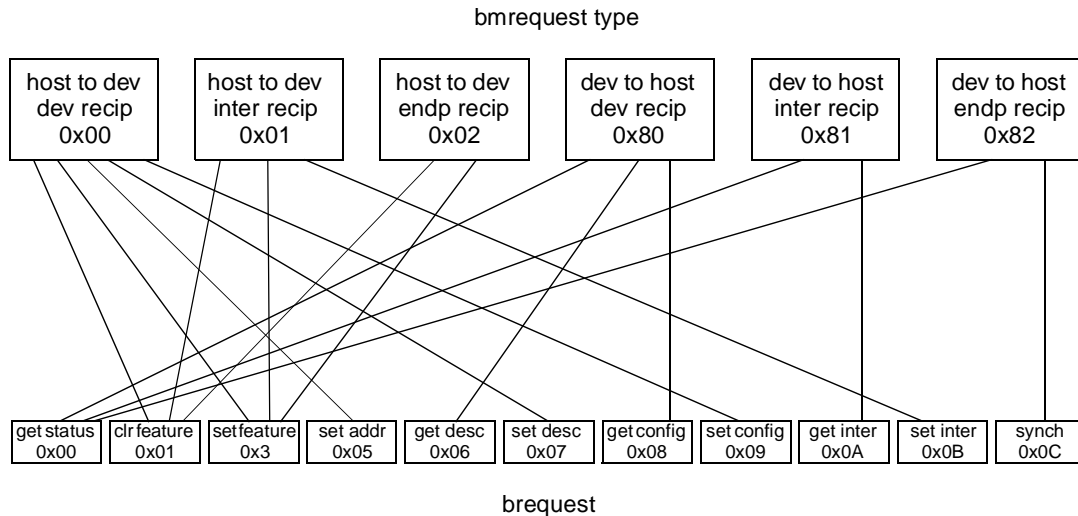 bmrequest type
host to dev
dev recip
0x00
host to dev
inter recip
0x01
host to dev
endp recip
0x02
dev to host
dev recip
0x80
dev to host
inter recip
0x81
dev to host
endp recip
0x82
get status
0x00
clr feature
0x01
set feature
0x3
set addr
0x05
get desc
0x06
set desc
0x07
get config
0x08
set config
0x09
get inter
0x0A
set inter
0x0B
synch
0x0C
brequest